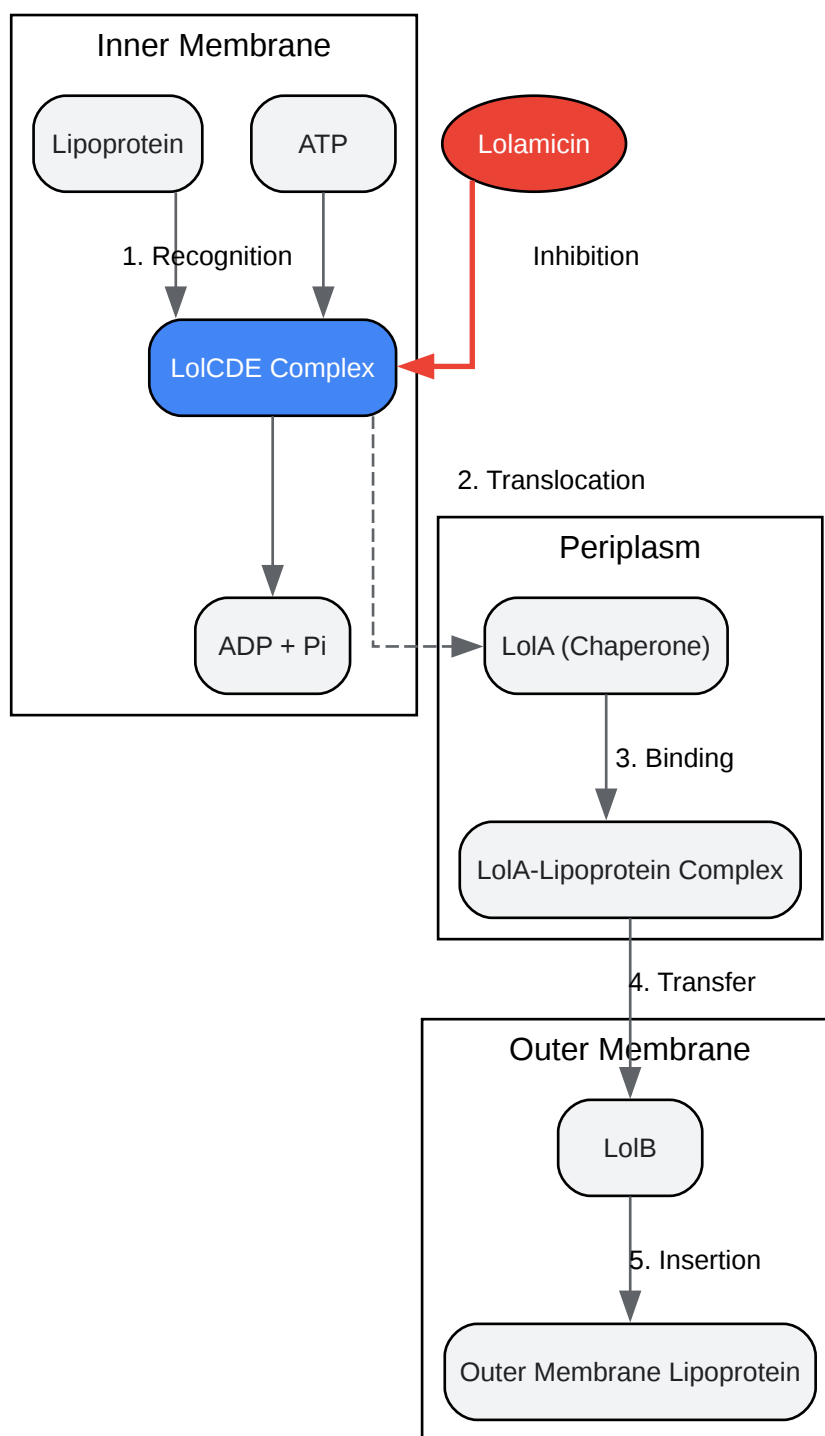 Inner Membrane
Lipoprotein
ATP
Lolamicin
1. Recognition
Inhibition
LolCDE Complex
2. Translocation
Periplasm
ADP + Pi
LolA (Chaperone)
3. Binding
LolA-Lipoprotein Complex
4. Transfer
Outer Membrane
LolB
5. Insertion
Outer Membrane Lipoprotein